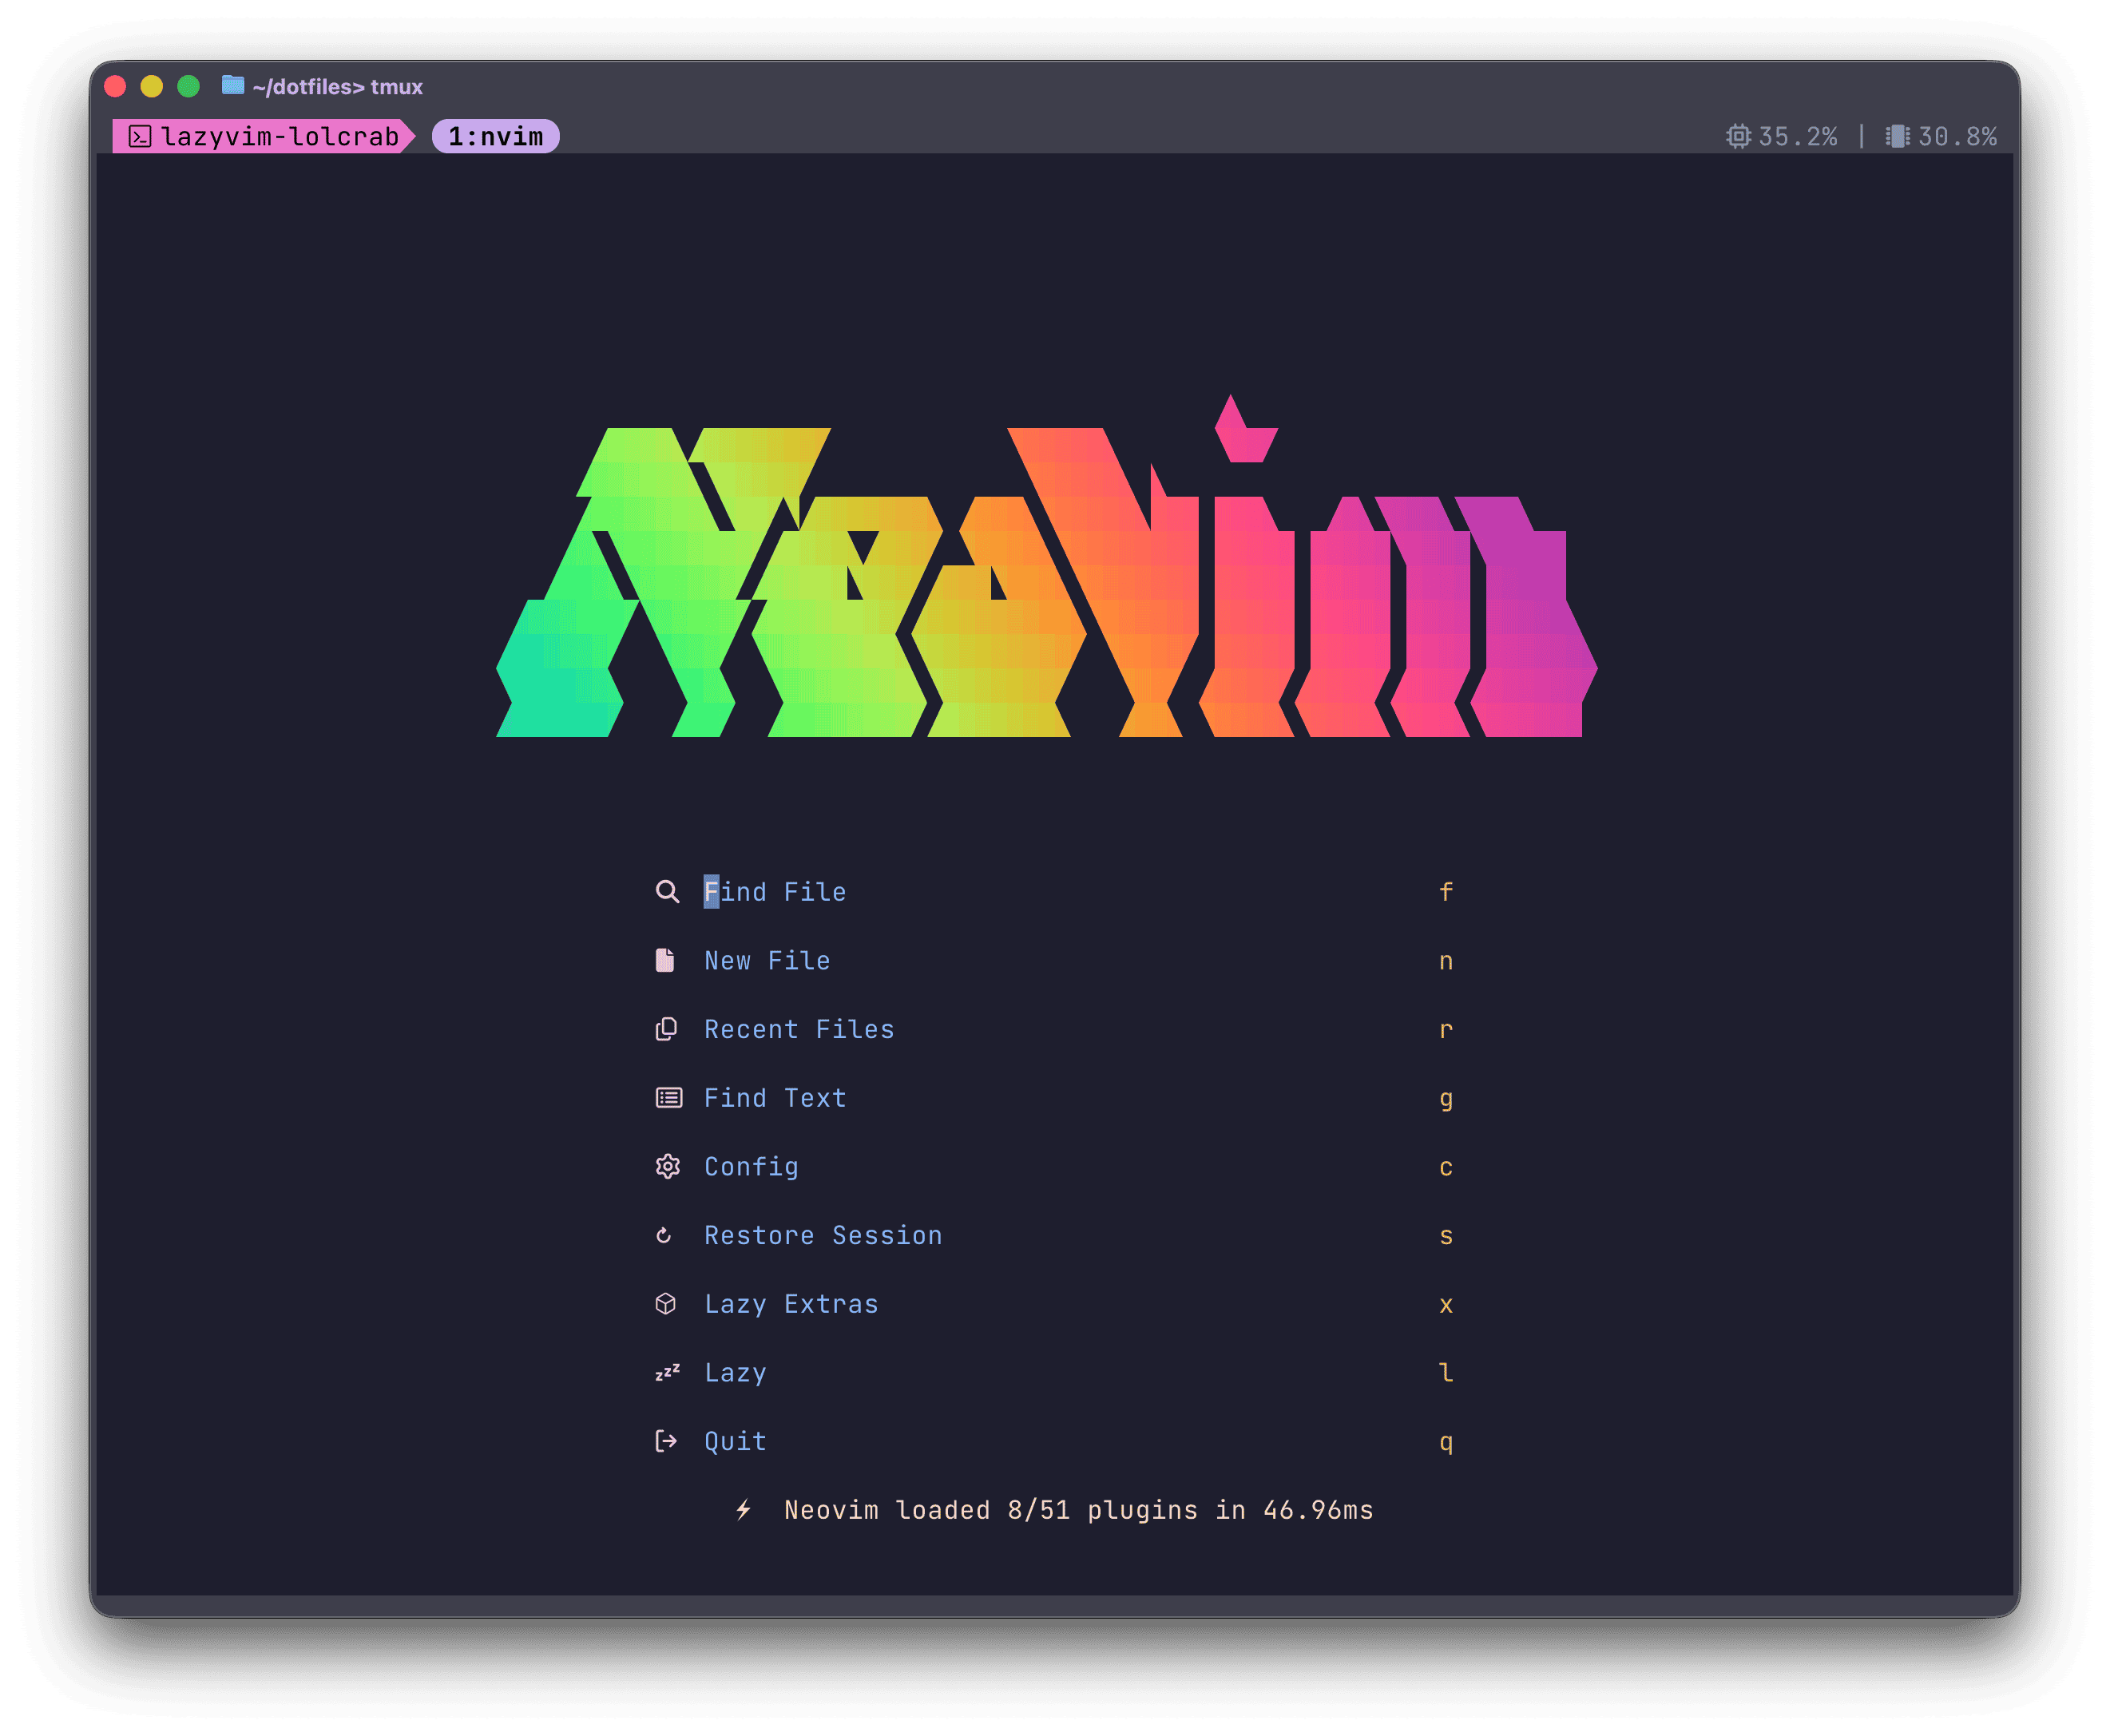 ~/dotfiles> tmux
lazyvim-lolcrab 1:nvim 35.2% | 30.8%
NeoVim
Find File f
New File n
Recent Files r
Find Text g
Config c
Restore Session s
Lazy Extras x
zzz Lazy l
Quit q
Neovim loaded 8/51 plugins in 46.96ms